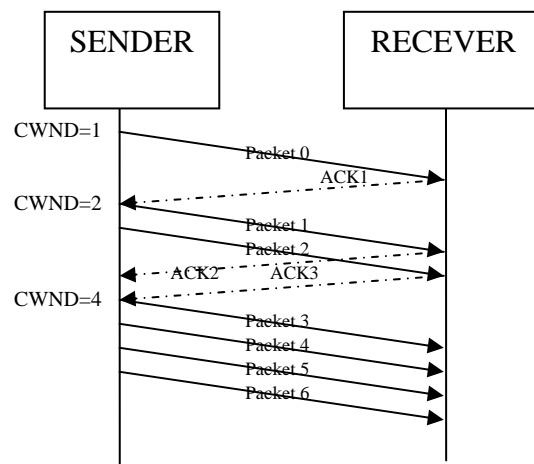 SENDER
RECEVER
CWND=1
Packet 0
ACK1
CWND=2
Packet 1
Packet 2
ACK2
ACK3
CWND=4
Packet 3
Packet 4
Packet 5
Packet 6